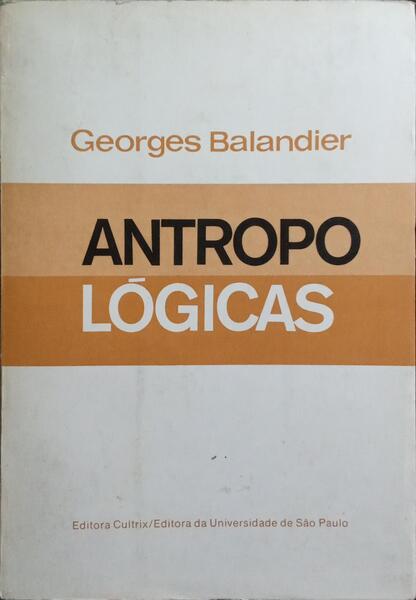 Georges Balandier
ANTROPO
LÓGICAS
Editora Cultrix/Editora da Universidade de São Paulo